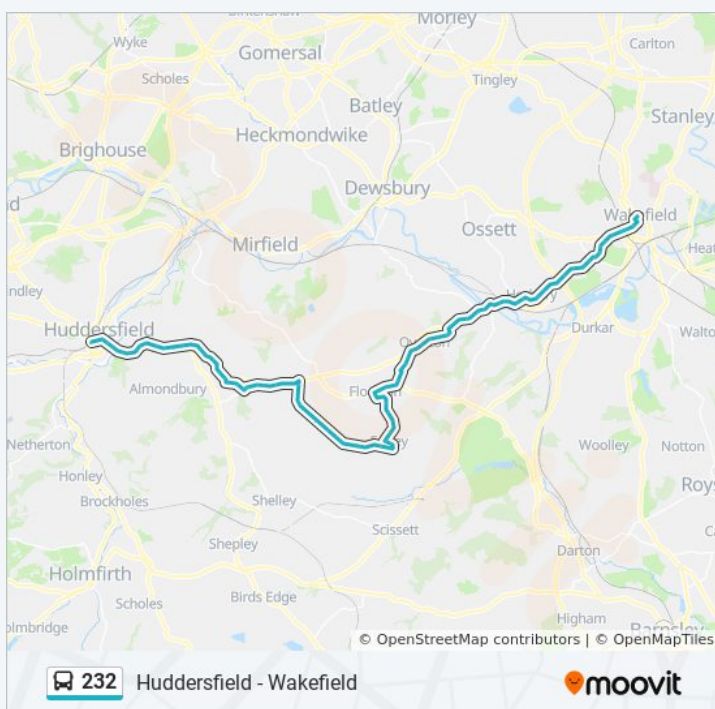 Morley
Wyke
Gomersal
Carlton
Scholes
Tingley
Batley
Stanley
Heckmondwike
Brighouse
Dewsbury
Wakefield
Ossett
Mirfield
Huddersfield
Durkar
Almondbury
Netherton
Woolley
Notton
Honley
Brockholes
Shelley
Scissett
Shepley
Darton
Holmfirth
Scholes
Birds Edge
Higham
Barnsley
© OpenStreetMap contributors | © OpenMapTiles
232 Huddersfield - Wakefield
moovit